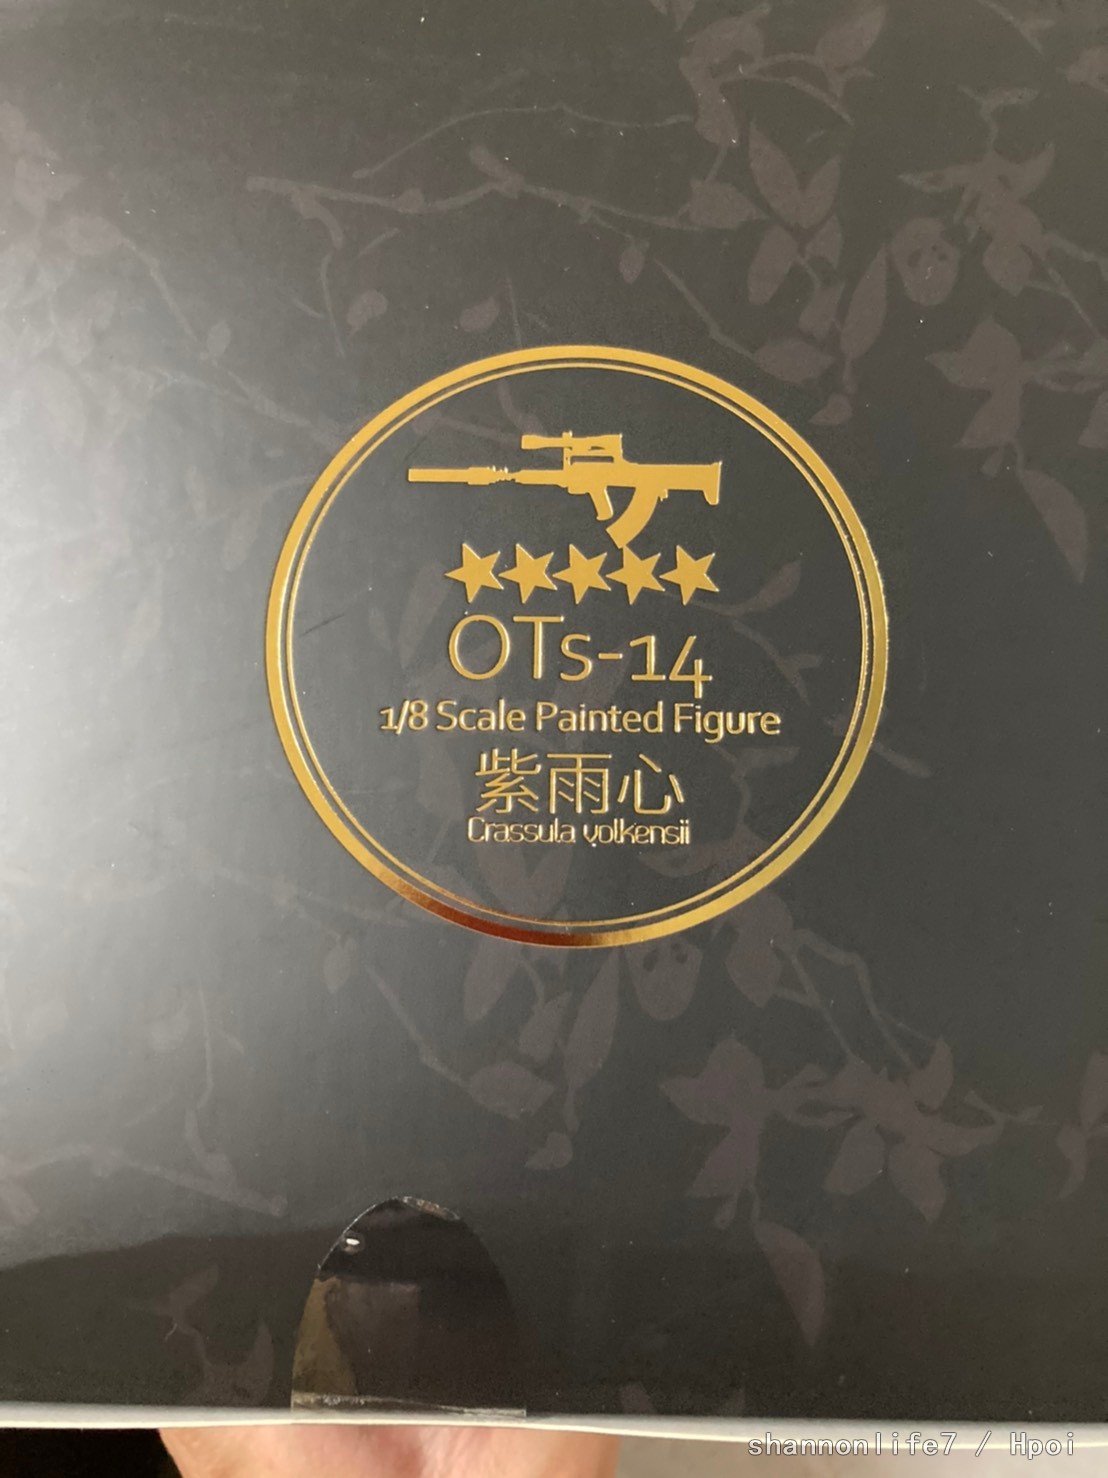 OTs-14
1/8 Scale Painted Figure
紫雨心
Crassula volkensii
shannonlife7 / Hpoi